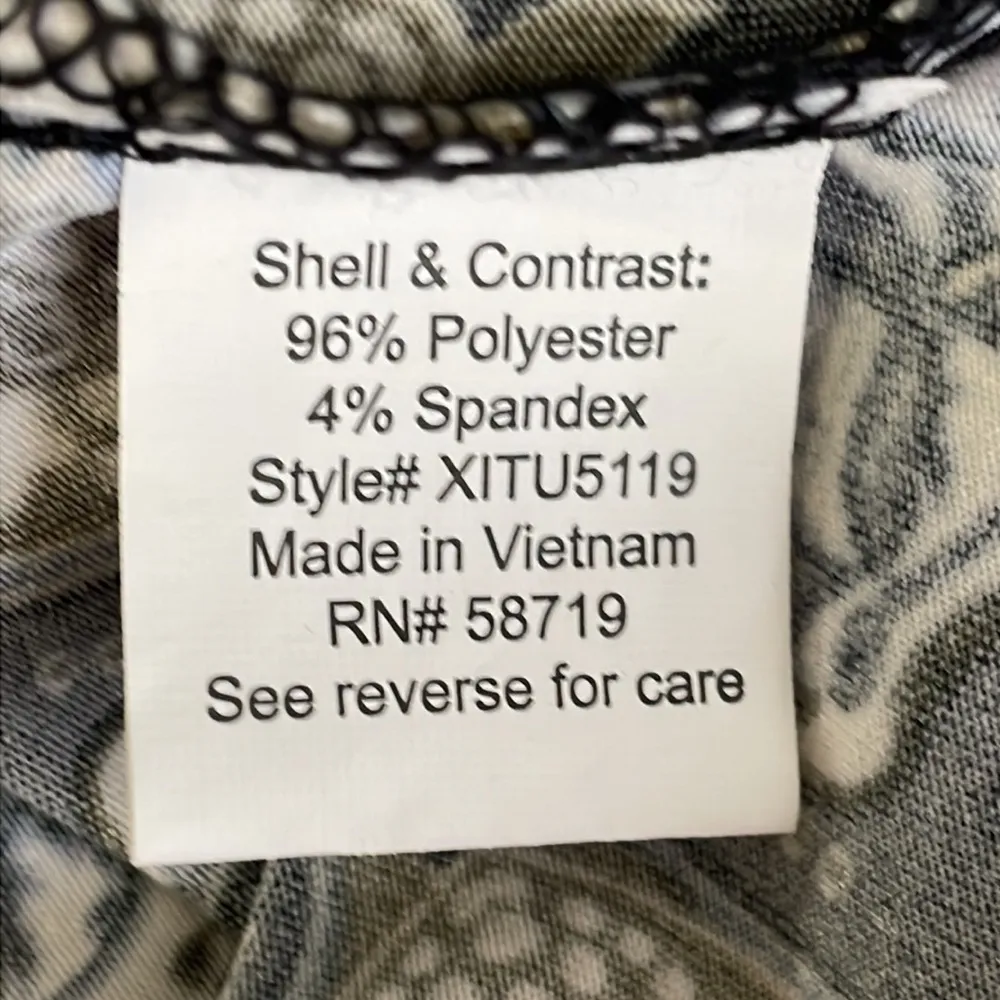 Shell & Contrast:
96% Polyester
4% Spandex
Style# XITU5119
Made in Vietnam
RN# 58719
See reverse for care